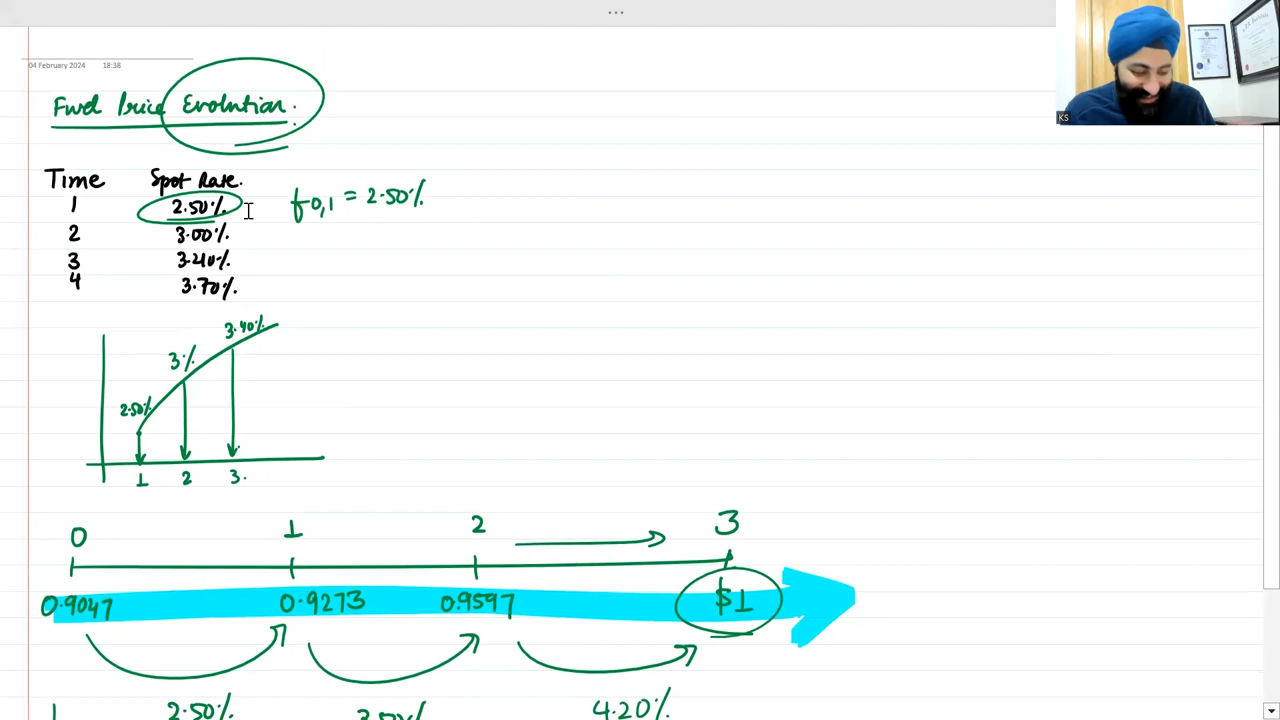 04 February 2024 18:38
Fwd Price Evolution.
Time Spot Rate.
1 2.50% f0,1 = 2.50%
2 3.00%
3 3.40%
4 3.70%
3.40%
3%
2.50%
1 2 3.
0 1 2 3
0.9047 0.9273 0.9597 $1
2.50% 4.20%
KS